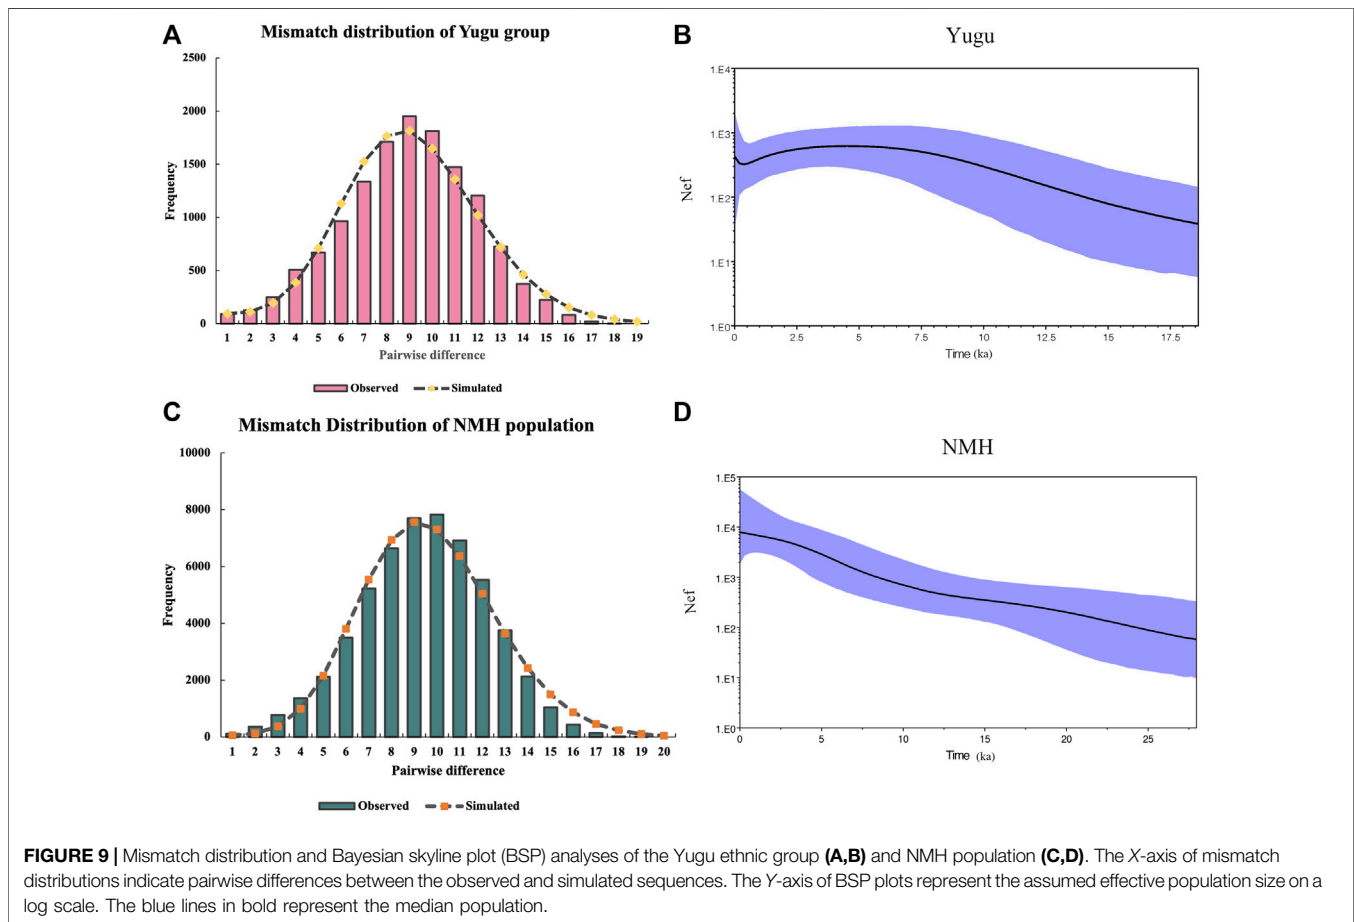 A
Mismatch distribution of Yugu group
2500
2000
1500
1000
500
0
Frequency
1 2 3 4 5 6 7 8 9 10 11 12 13 14 15 16 17 18 19
Pairwise difference
Observed Simulated
B
Yugu
1.E4
1.E3
1.E2
1.E1
1.E0
Nef
0 2.5 5 7.5 10 12.5 15 17.5
Time (ka)
C
Mismatch Distribution of NMH population
10000
8000
6000
4000
2000
0
Frequency
1 2 3 4 5 6 7 8 9 10 11 12 13 14 15 16 17 18 19 20
Pairwise difference
Observed Simulated
D
NMH
1.E5
1.E4
1.E3
1.E2
1.E1
1.E0
Nef
0 5 10 15 20 25
Time (ka)
FIGURE 9 | Mismatch distribution and Bayesian skyline plot (BSP) analyses of the Yugu ethnic group (A,B) and NMH population (C,D). The X-axis of mismatch
distributions indicate pairwise differences between the observed and simulated sequences. The Y-axis of BSP plots represent the assumed effective population size on a
log scale. The blue lines in bold represent the median population.